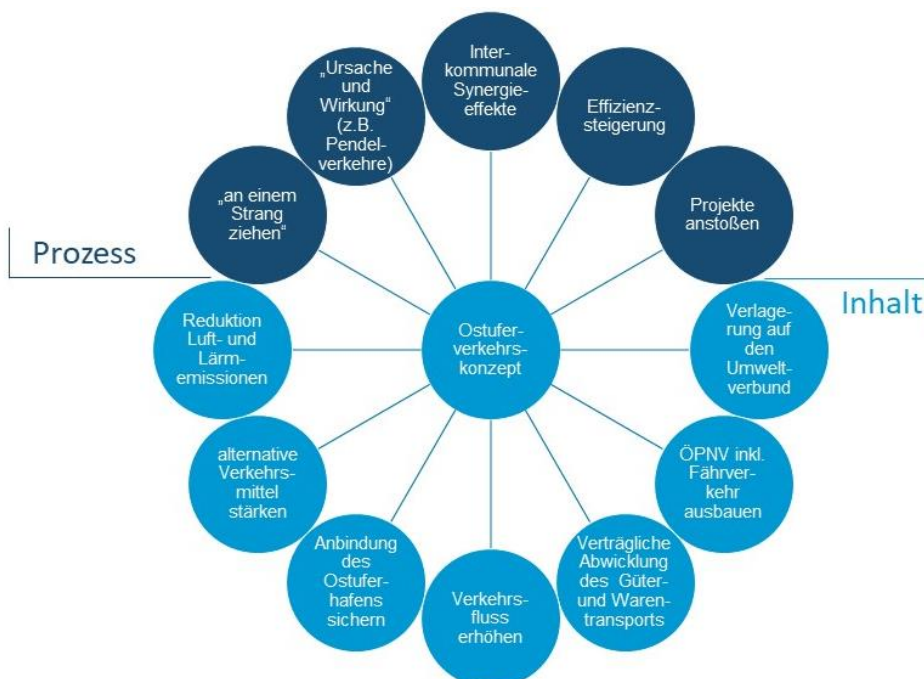 Inter-
kommunale
Synergie-
effekte
Effizienz-
steigerung
Projekte
anstoßen
„Ursache
und
Wirkung“
(z.B.
Pendel-
verkehre)
„an einem
Strang
ziehen“
Prozess
Inhalt
Ostufer-
verkehrs-
konzept
Verlage-
rung auf
den
Umwelt-
verbund
ÖPNV inkl.
Fährver-
kehr
ausbauen
Verträgliche
Abwicklung
des Güter-
und Waren-
transports
Verkehrs-
fluss
erhöhen
Anbindung
des
Ostufer-
hafens
sichern
alternative
Verkehrs-
mittel
stärken
Reduktion
Luft- und
Lärm-
emissionen